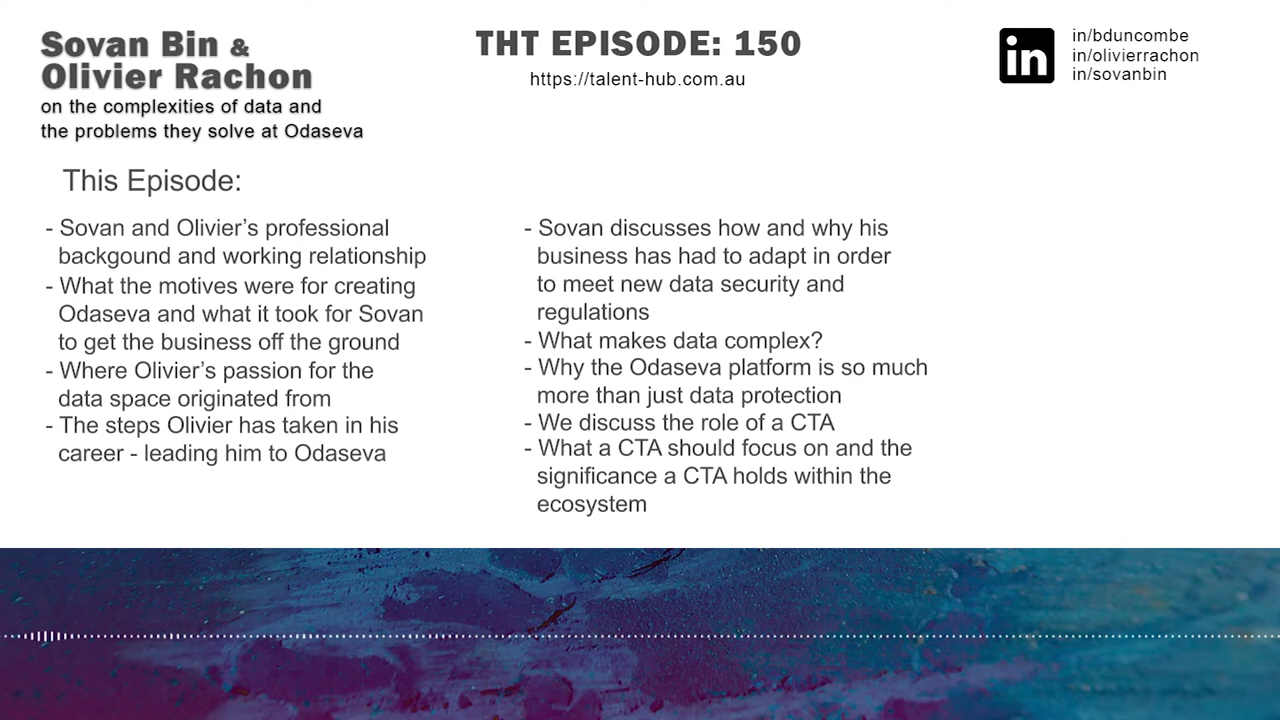 Sovan Bin &
Olivier Rachon
on the complexities of data and
the problems they solve at Odaseva
THT EPISODE: 150
https://talent-hub.com.au
in
in/bduncombe
in/olivierrachon
in/sovanbin
This Episode:
- Sovan and Olivier's professional
backgound and working relationship
- What the motives were for creating
Odaseva and what it took for Sovan
to get the business off the ground
- Where Olivier's passion for the
data space originated from
- The steps Olivier has taken in his
career - leading him to Odaseva
- Sovan discusses how and why his
business has had to adapt in order
to meet new data security and
regulations
- What makes data complex?
- Why the Odaseva platform is so much
more than just data protection
- We discuss the role of a CTA
- What a CTA should focus on and the
significance a CTA holds within the
ecosystem